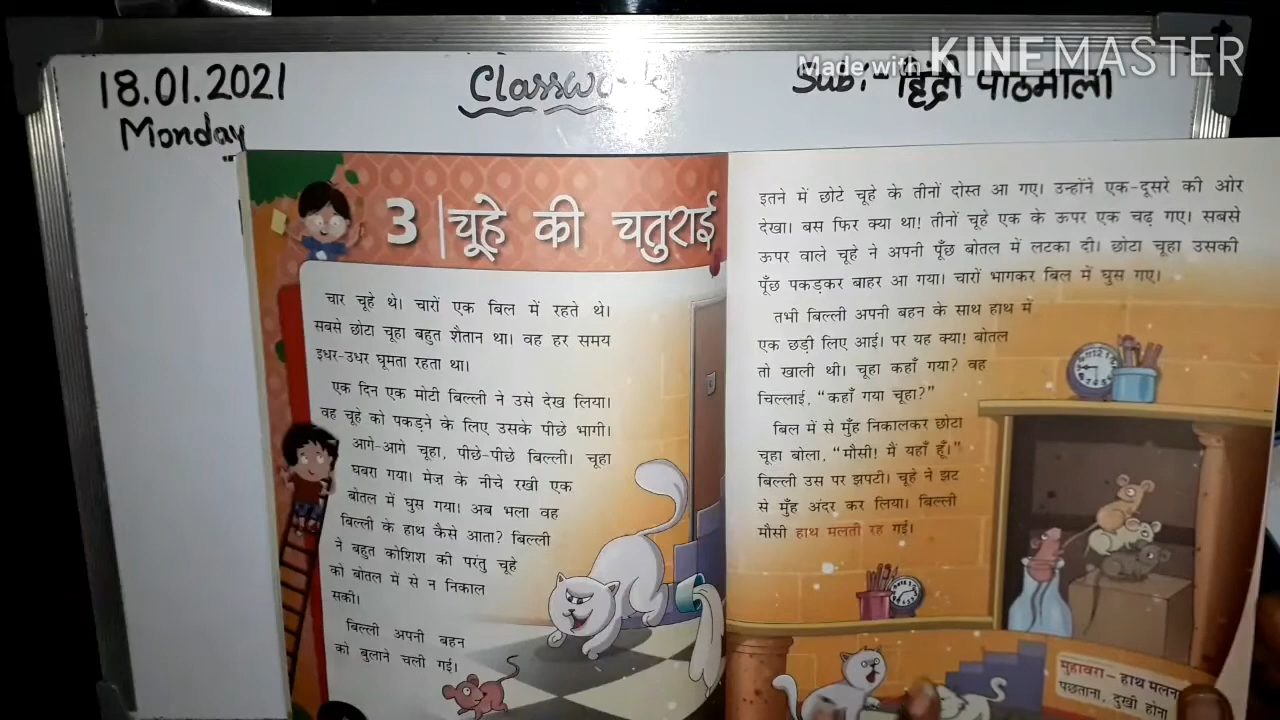 Made with KINEMASTER
18.01.2021
Monday
Sub:- हिंदी पाठमाला
3 चूहे की चतुराई
चार चूहे थे। चारों एक बिल में रहते थे।
सबसे छोटा चूहा बहुत शैतान था। वह हर समय
इधर-उधर घूमता रहता था।
एक दिन एक मोटी बिल्ली ने उसे देख लिया।
वह चूहे को पकड़ने के लिए उसके पीछे भागी।
आगे-आगे चूहा, पीछे-पीछे बिल्ली। चूहा
घबरा गया। मेज के नीचे रखी एक
बोतल में घुस गया। अब भला वह
बिल्ली के हाथ कैसे आता? बिल्ली
ने बहुत कोशिश की परंतु चूहे
को बोतल में से न निकाल
सकी।
बिल्ली अपनी बहन
को बुलाने चली गई।
इतने में छोटे चूहे के तीनों दोस्त आ गए। उन्होंने एक-दूसरे की ओर
देखा। बस फिर क्या था! तीनों चूहे एक के ऊपर एक चढ़ गए। सबसे
ऊपर वाले चूहे ने अपनी पूँछ बोतल में लटका दी। छोटा चूहा उसकी
पूँछ पकड़कर बाहर आ गया। चारों भागकर बिल में घुस गए।
तभी बिल्ली अपनी बहन के साथ हाथ में
एक छड़ी लिए आई। पर यह क्या! बोतल
तो खाली थी। चूहा कहाँ गया? वह
चिल्लाई, “कहाँ गया चूहा?”
बिल में से मुँह निकालकर छोटा
चूहा बोला, “मौसी! मैं यहाँ हूँ।”
बिल्ली उस पर झपटी। चूहे ने झट
से मुँह अंदर कर लिया। बिल्ली
मौसी हाथ मलती रह गई।
मुहावरा– हाथ मलना
पछताना, दुखी होना